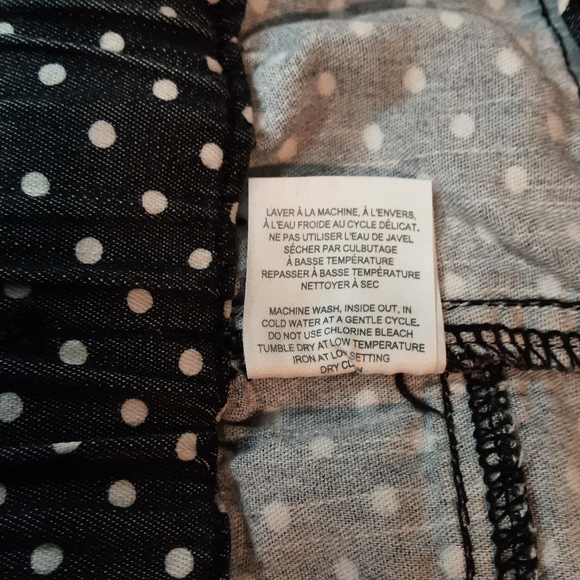 LAVER À LA MACHINE, À L'ENVERS,
À L'EAU FROIDE AU CYCLE DÉLICAT.
NE PAS UTILISER L'EAU DE JAVEL
SÉCHER PAR CULBUTAGE
À BASSE TEMPÉRATURE
REPASSER À BASSE TEMPÉRATURE
NETTOYER À SEC
MACHINE WASH, INSIDE OUT, IN
COLD WATER AT A GENTLE CYCLE.
DO NOT USE CHLORINE BLEACH
TUMBLE DRY AT LOW TEMPERATURE
IRON AT LOW SETTING
DRY